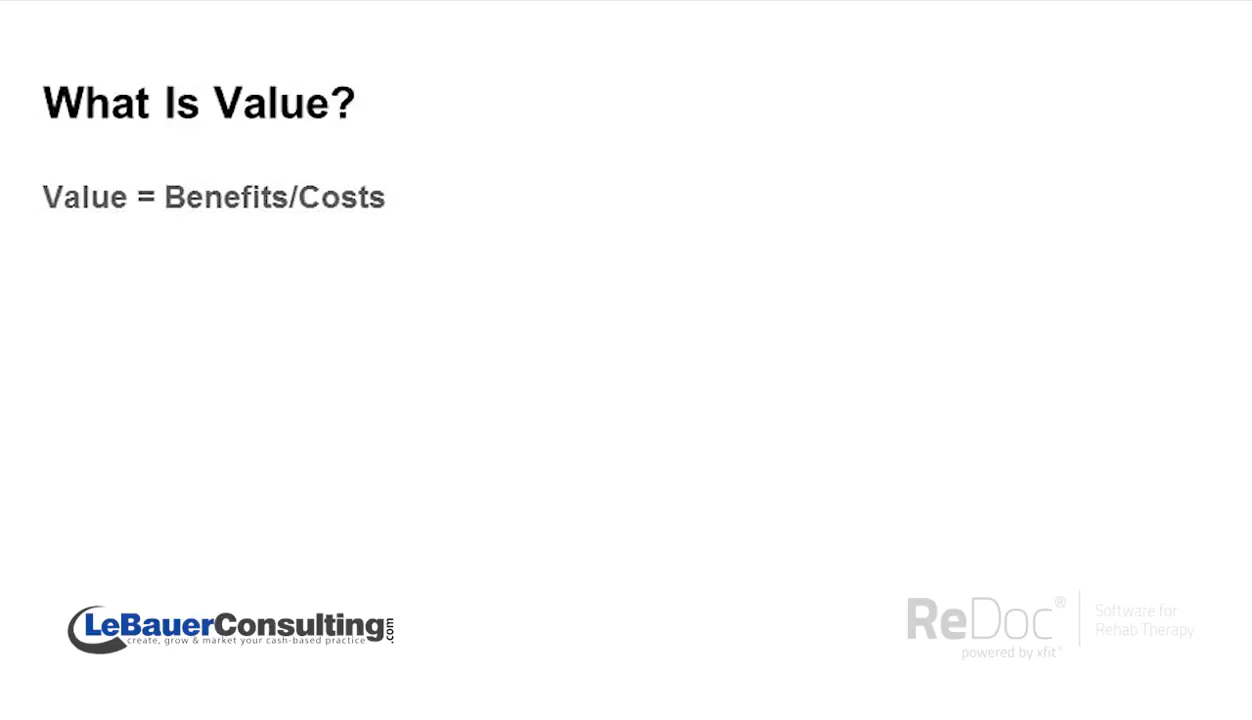 What Is Value?
Value = Benefits/Costs
LeBauerConsulting.com
create, grow & market your cash-based practice
ReDoc®
powered by xfit®
Software for
Rehab Therapy